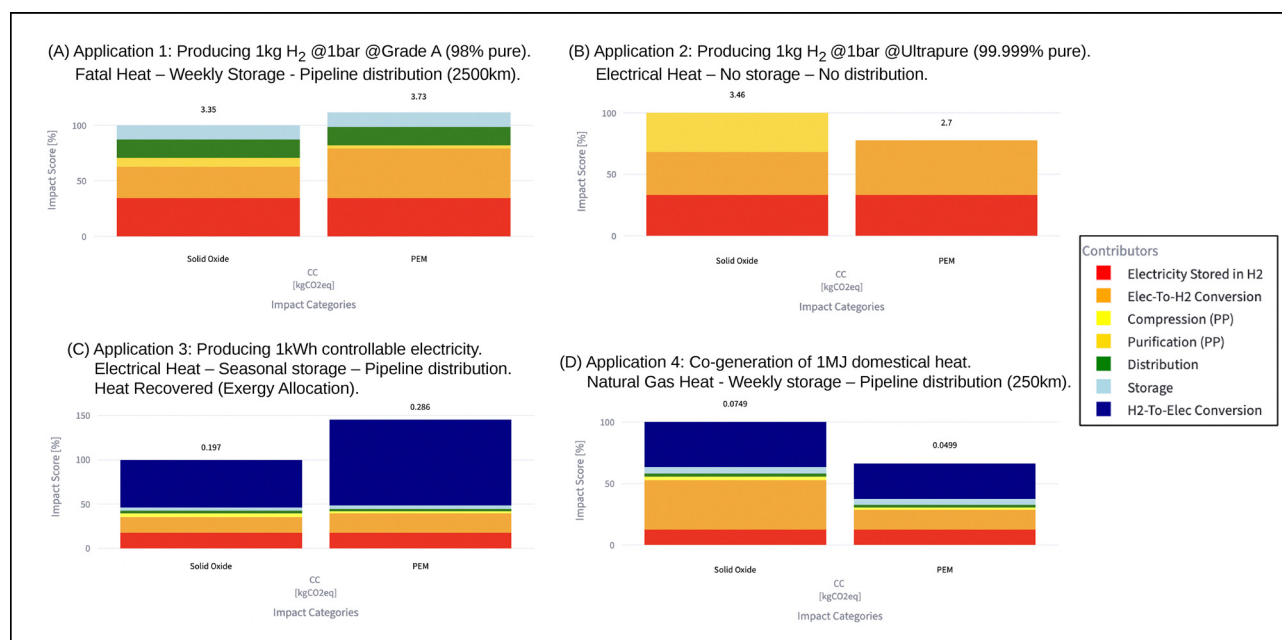 (A) Application 1: Producing 1kg H2 @1bar @Grade A (98% pure).
Fatal Heat – Weekly Storage - Pipeline distribution (2500km).
3.35
3.73
100
50
0
Impact Score [%]
Solid Oxide
PEM
CC
[kgCO2eq]
Impact Categories
(B) Application 2: Producing 1kg H2 @1bar @Ultrapure (99.999% pure).
Electrical Heat – No storage – No distribution.
3.46
2.7
100
50
0
Impact Score [%]
Solid Oxide
PEM
CC
[kgCO2eq]
Impact Categories
Contributors
Electricity Stored in H2
Elec-To-H2 Conversion
Compression (PP)
Purification (PP)
Distribution
Storage
H2-To-Elec Conversion
(C) Application 3: Producing 1kWh controllable electricity.
Electrical Heat – Seasonal storage – Pipeline distribution.
Heat Recovered (Exergy Allocation).
0.197
0.286
150
100
50
0
Impact Score [%]
Solid Oxide
PEM
CC
[kgCO2eq]
Impact Categories
(D) Application 4: Co-generation of 1MJ domestical heat.
Natural Gas Heat - Weekly storage – Pipeline distribution (250km).
0.0749
0.0499
100
50
0
Impact Score [%]
Solid Oxide
PEM
CC
[kgCO2eq]
Impact Categories